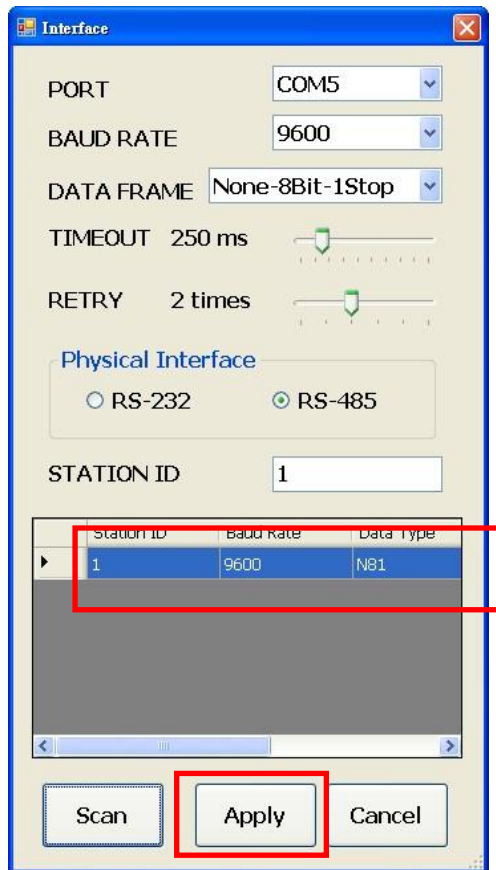 Interface
PORT COM5
BAUD RATE 9600
DATA FRAME None-8Bit-1Stop
TIMEOUT 250 ms
RETRY 2 times
Physical Interface
RS-232 RS-485
STATION ID 1
Station ID Baud Rate Data Type
1 9600 N81
Scan Apply Cancel